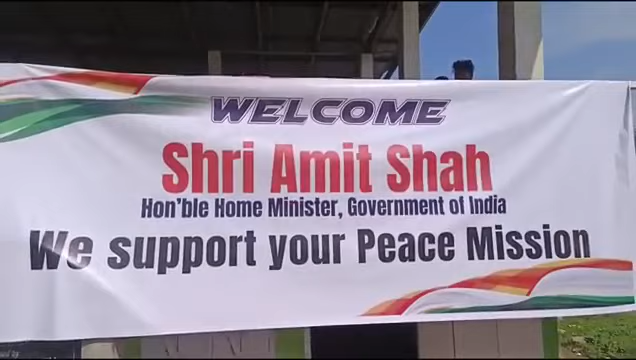 WELCOME
Shri Amit Shah
Hon'ble Home Minister, Government of India
We support your Peace Mission